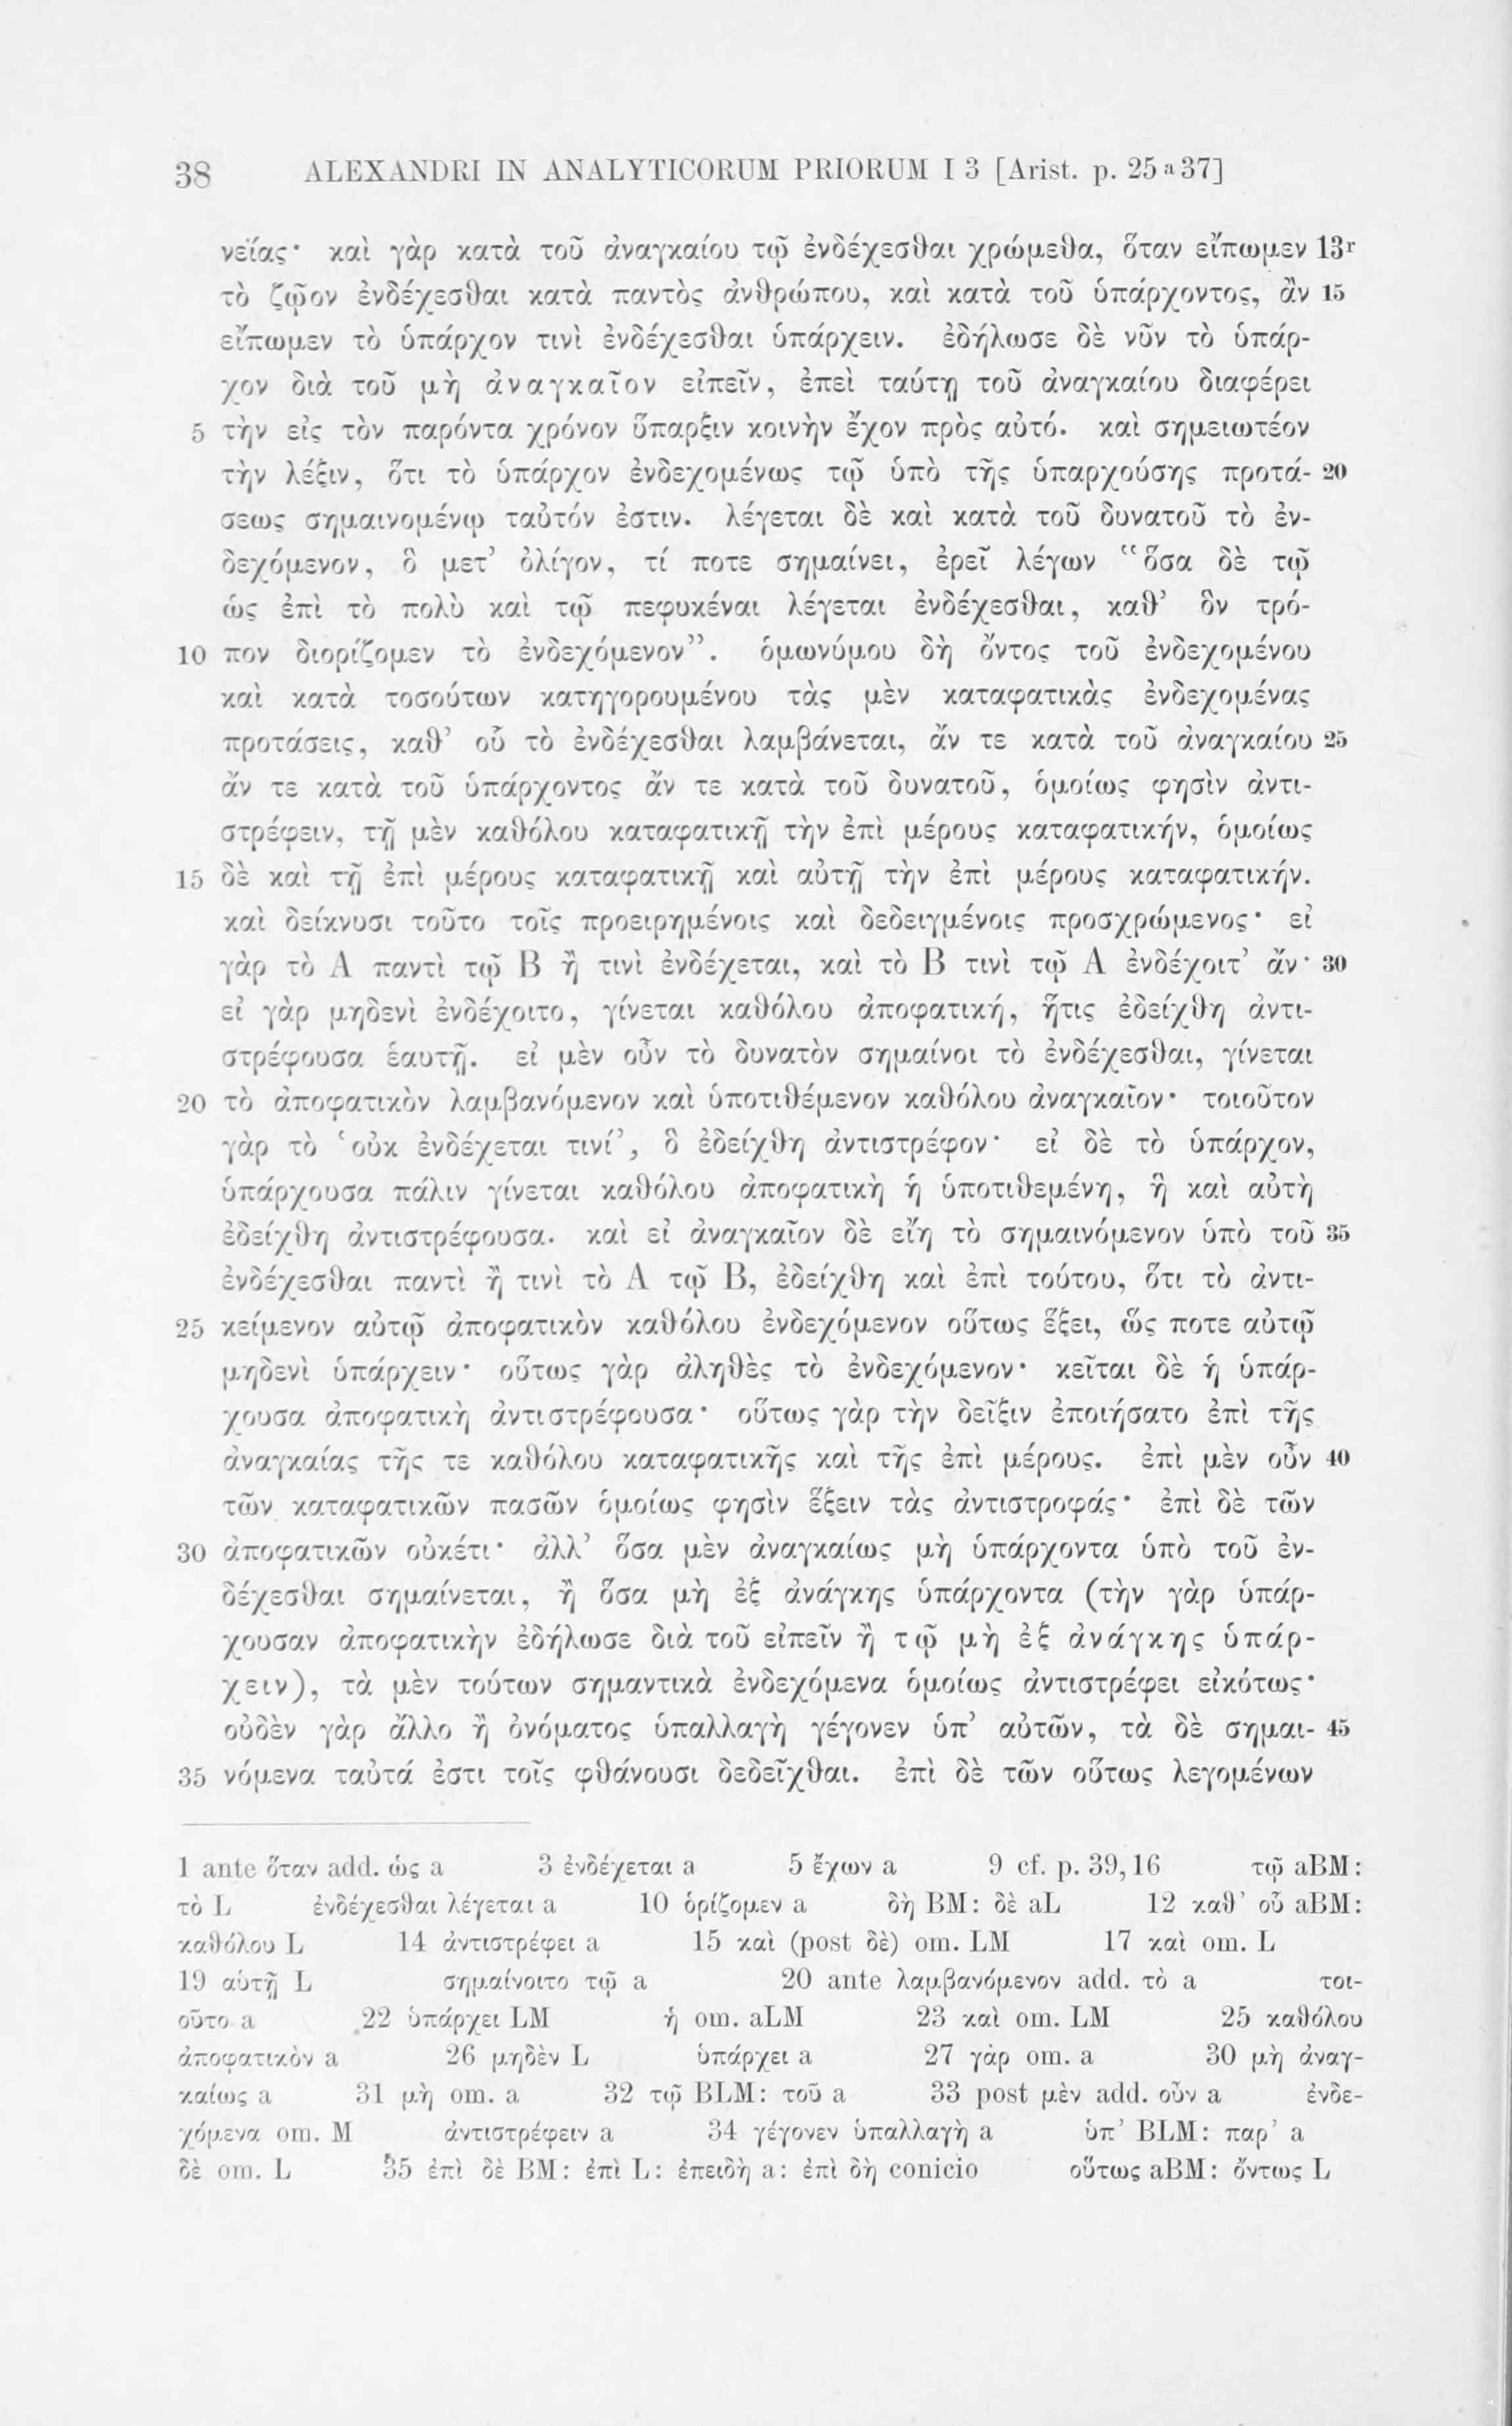 38 ALEXANDRI IN ANALYTICORUM PRIORUM I 3 [Arist. p. 25 a 37]
νείας· καὶ γὰρ κατὰ τοῦ ἀναγκαίου τῷ ἐνδέχεσθαι χρώμεθα, ὅταν εἴπωμεν 13r
τὸ ζῷον ἐνδέχεσθαι κατὰ παντὸς ἀνθρώπου, καὶ κατὰ τοῦ ὑπάρχοντος, ἂν 15
εἴπωμεν τὸ ὑπάρχον τινὶ ἐνδέχεσθαι ὑπάρχειν. ἐδήλωσε δὲ νῦν τὸ ὑπάρ-
χον διὰ τοῦ μὴ ἀναγκαῖον εἰπεῖν, ἐπεὶ ταύτῃ τοῦ ἀναγκαίου διαφέρει
5 τὴν εἰς τὸν παρόντα χρόνον ὕπαρξιν κοινὴν ἔχον πρὸς αὐτό. καὶ σημειωτέον
τὴν λέξιν, ὅτι τὸ ὑπάρχον ἐνδεχομένως τῷ ὑπὸ τῆς ὑπαρχούσης προτά- 20
σεως σημαινομένῳ ταὐτόν ἐστιν. λέγεται δὲ καὶ κατὰ τοῦ δυνατοῦ τὸ ἐν-
δεχόμενον, ὃ μετ’ ὀλίγον, τί ποτε σημαίνει, ἐρεῖ λέγων “ὅσα δὲ τῷ
ὡς ἐπὶ τὸ πολὺ καὶ τῷ πεφυκέναι λέγεται ἐνδέχεσθαι, καθ’ ὃν τρό-
10 πον διορίζομεν τὸ ἐνδεχόμενον”. ὁμωνύμου δὴ ὄντος τοῦ ἐνδεχομένου
καὶ κατὰ τοσούτων κατηγορουμένου τὰς μὲν καταφατικὰς ἐνδεχομένας
προτάσεις, καθ’ οὗ τὸ ἐνδέχεσθαι λαμβάνεται, ἄν τε κατὰ τοῦ ἀναγκαίου 25
ἄν τε κατὰ τοῦ ὑπάρχοντος ἄν τε κατὰ τοῦ δυνατοῦ, ὁμοίως φησὶν ἀντι-
στρέφειν, τῇ μὲν καθόλου καταφατικῇ τὴν ἐπὶ μέρους καταφατικήν, ὁμοίως
15 δὲ καὶ τῇ ἐπὶ μέρους καταφατικῇ καὶ αὐτῇ τὴν ἐπὶ μέρους καταφατικήν.
καὶ δείκνυσι τοῦτο τοῖς προειρημένοις καὶ δεδειγμένοις προσχρώμενος· εἰ
γὰρ τὸ Α παντὶ τῷ Β ἢ τινὶ ἐνδέχεται, καὶ τὸ Β τινὶ τῷ Α ἐνδέχοιτ’ ἄν· 30
εἰ γὰρ μηδενὶ ἐνδέχοιτο, γίνεται καθόλου ἀποφατική, ἥτις ἐδείχθη ἀντι-
στρέφουσα ἑαυτῇ. εἰ μὲν οὖν τὸ δυνατὸν σημαίνοι τὸ ἐνδέχεσθαι, γίνεται
20 τὸ ἀποφατικὸν λαμβανόμενον καὶ ὑποτιθέμενον καθόλου ἀναγκαῖον· τοιοῦτον
γὰρ τὸ ‘οὐκ ἐνδέχεται τινί’, ὃ ἐδείχθη ἀντιστρέφον· εἰ δὲ τὸ ὑπάρχον,
ὑπάρχουσα πάλιν γίνεται καθόλου ἀποφατικὴ ἡ ὑποτιθεμένη, ἣ καὶ αὐτὴ
ἐδείχθη ἀντιστρέφουσα. καὶ εἰ ἀναγκαῖον δὲ εἴη τὸ σημαινόμενον ὑπὸ τοῦ 35
ἐνδέχεσθαι παντὶ ἢ τινὶ τὸ Α τῷ Β, ἐδείχθη καὶ ἐπὶ τούτου, ὅτι τὸ ἀντι-
25 κείμενον αὐτῷ ἀποφατικὸν καθόλου ἐνδεχόμενον οὕτως ἕξει, ὥς ποτε αὐτῷ
μηδενὶ ὑπάρχειν· οὕτως γὰρ ἀληθὲς τὸ ἐνδεχόμενον· κεῖται δὲ ἡ ὑπάρ-
χουσα ἀποφατικὴ ἀντιστρέφουσα· οὕτως γὰρ τὴν δεῖξιν ἐποιήσατο ἐπὶ τῆς
ἀναγκαίας τῆς τε καθόλου καταφατικῆς καὶ τῆς ἐπὶ μέρους. ἐπὶ μὲν οὖν 40
τῶν καταφατικῶν πασῶν ὁμοίως φησὶν ἕξειν τὰς ἀντιστροφάς· ἐπὶ δὲ τῶν
30 ἀποφατικῶν οὐκέτι· ἀλλ’ ὅσα μὲν ἀναγκαίως μὴ ὑπάρχοντα ὑπὸ τοῦ ἐν-
δέχεσθαι σημαίνεται, ἢ ὅσα μὴ ἐξ ἀνάγκης ὑπάρχοντα (τὴν γὰρ ὑπάρ-
χουσαν ἀποφατικὴν ἐδήλωσε διὰ τοῦ εἰπεῖν ἢ τῷ μὴ ἐξ ἀνάγκης ὑπάρ-
χειν), τὰ μὲν τούτων σημαντικὰ ἐνδεχόμενα ὁμοίως ἀντιστρέφει εἰκότως·
οὐδὲν γὰρ ἄλλο ἢ ὀνόματος ὑπαλλαγὴ γέγονεν ὑπ’ αὐτῶν, τὰ δὲ σημαι- 45
35 νόμενα ταὐτά ἐστι τοῖς φθάνουσι δεδεῖχθαι. ἐπὶ δὲ τῶν οὕτως λεγομένων
1 ante ὅταν add. ὡς a 3 ἐνδέχεται a 5 ἔχων a 9 cf. p. 39,16 τῷ aBM:
τὸ L ἐνδέχεσθαι λέγεται a 10 ὁρίζομεν a δὴ BM: δὲ aL 12 καθ’ οὗ aBM:
καθόλου L 14 ἀντιστρέφει a 15 καὶ (post δὲ) om. LM 17 καὶ om. L
19 αὑτῇ L σημαίνοιτο τῷ a 20 ante λαμβανόμενον add. τὸ a τοι-
οῦτο a 22 ὑπάρχει LM ἡ om. aLM 23 καὶ om. LM 25 καθόλου
ἀποφατικὸν a 26 μηδὲν L ὑπάρχει a 27 γὰρ om. a 30 μὴ ἀναγ-
καίως a 31 μὴ om. a 32 τῷ BLM: τοῦ a 33 post μὲν add. οὖν a ἐνδε-
χόμενα om. M ἀντιστρέφειν a 34 γέγονεν ὑπαλλαγὴ a ὑπ’ BLM: παρ’ a
δὲ om. L 35 ἐπὶ δὲ BM: ἐπὶ L: ἐπειδὴ a: ἐπὶ δὴ conicio οὕτως aBM: ὄντως L